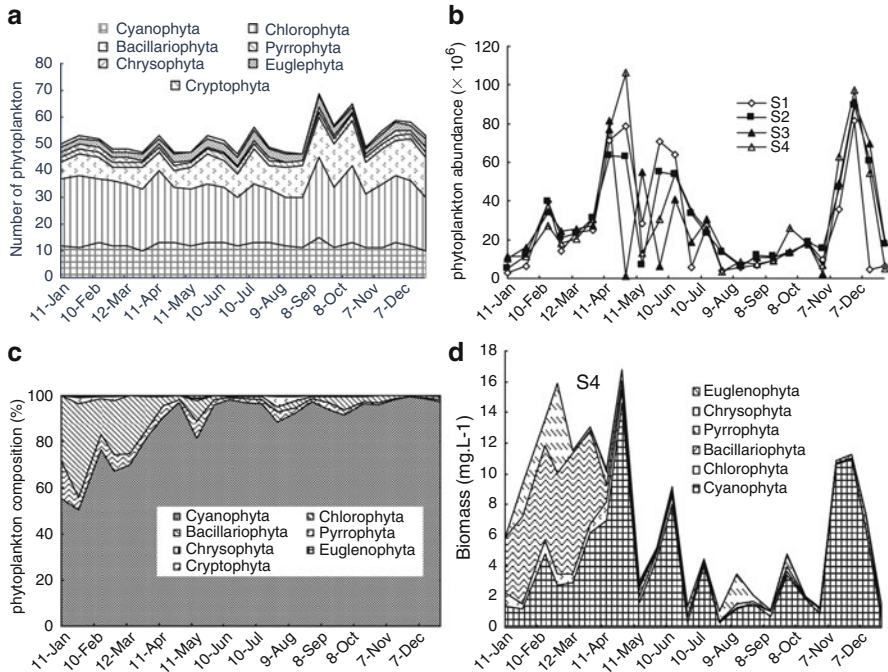 a
Cyanophyta Chlorophyta
Bacillariophyta Pyrrophyta
Chrysophyta Euglephyta
Cryptophyta
Number of phytoplankton
80
70
60
50
40
30
20
10
0
11-Jan 10-Feb 12-Mar 11-Apr 11-May 10-Jun 10-Jul 9-Aug 8-Sep 8-Oct 7-Nov 7-Dec
b
phytoplankton abundance (× 10⁶)
120
100
80
60
40
20
0
S1
S2
S3
S4
11-Jan 10-Feb 12-Mar 11-Apr 11-May 10-Jun 10-Jul 9-Aug 8-Sep 8-Oct 7-Nov 7-Dec
c
phytoplankton composition (%)
100
80
60
40
20
0
Cyanophyta Chlorophyta
Bacillariophyta Pyrrophyta
Chrysophyta Euglenophyta
Cryptophyta
11-Jan 10-Feb 12-Mar 11-Apr 11-May 10-Jun 10-Jul 9-Aug 8-Sep 8-Oct 7-Nov 7-Dec
d
Biomass (mg.L-1)
18
16
14
12
10
8
6
4
2
0
S4
Euglenophyta
Chrysophyta
Pyrrophyta
Bacillariophyta
Chlorophyta
Cyanophyta
11-Jan 10-Feb 12-Mar 11-Apr 11-May 10-Jun 10-Jul 9-Aug 8-Sep 8-Oct 7-Nov 7-Dec